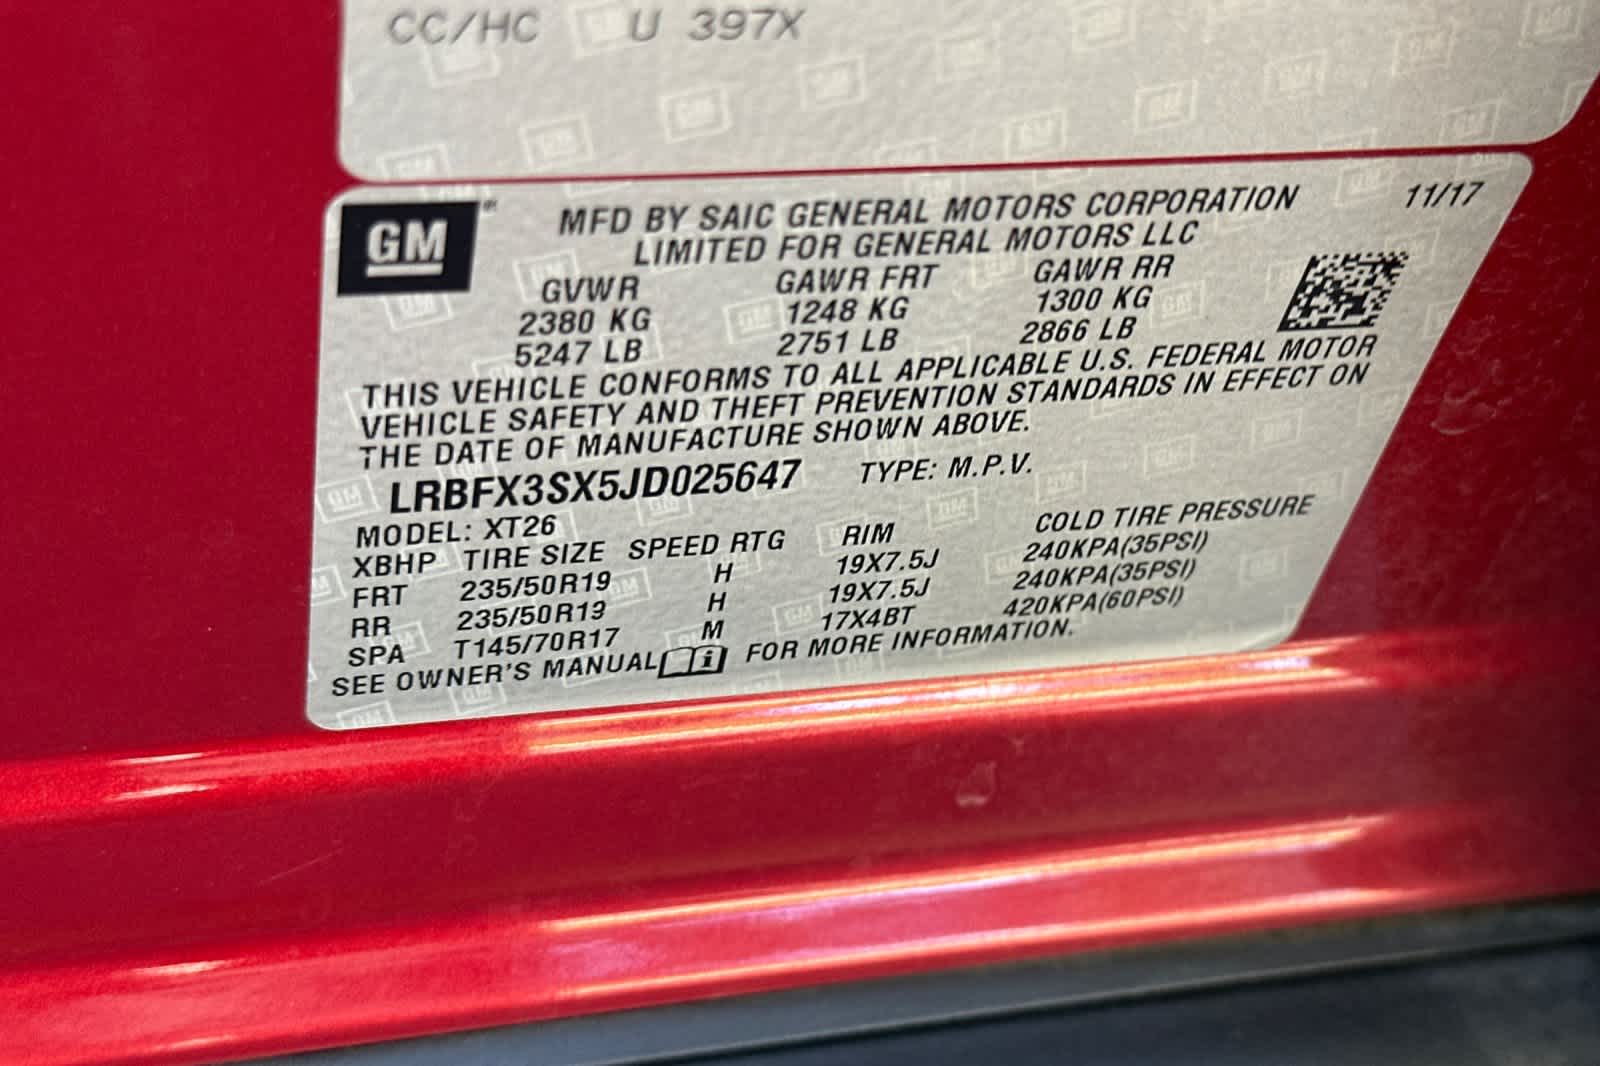 CC/HC U 397X
GM
MFD BY SAIC GENERAL MOTORS CORPORATION 11/17
LIMITED FOR GENERAL MOTORS LLC
GVWR GAWR FRT GAWR RR
2380 KG 1248 KG 1300 KG
5247 LB 2751 LB 2866 LB
THIS VEHICLE CONFORMS TO ALL APPLICABLE U.S. FEDERAL MOTOR
VEHICLE SAFETY AND THEFT PREVENTION STANDARDS IN EFFECT ON
THE DATE OF MANUFACTURE SHOWN ABOVE.
LRBFX3SX5JD025647 TYPE: M.P.V.
MODEL: XT26
XBHP TIRE SIZE SPEED RTG RIM COLD TIRE PRESSURE
FRT 235/50R19 H 19X7.5J 240KPA(35PSI)
RR 235/50R19 H 19X7.5J 240KPA(35PSI)
SPA T145/70R17 M 17X4BT 420KPA(60PSI)
SEE OWNER'S MANUAL i FOR MORE INFORMATION.